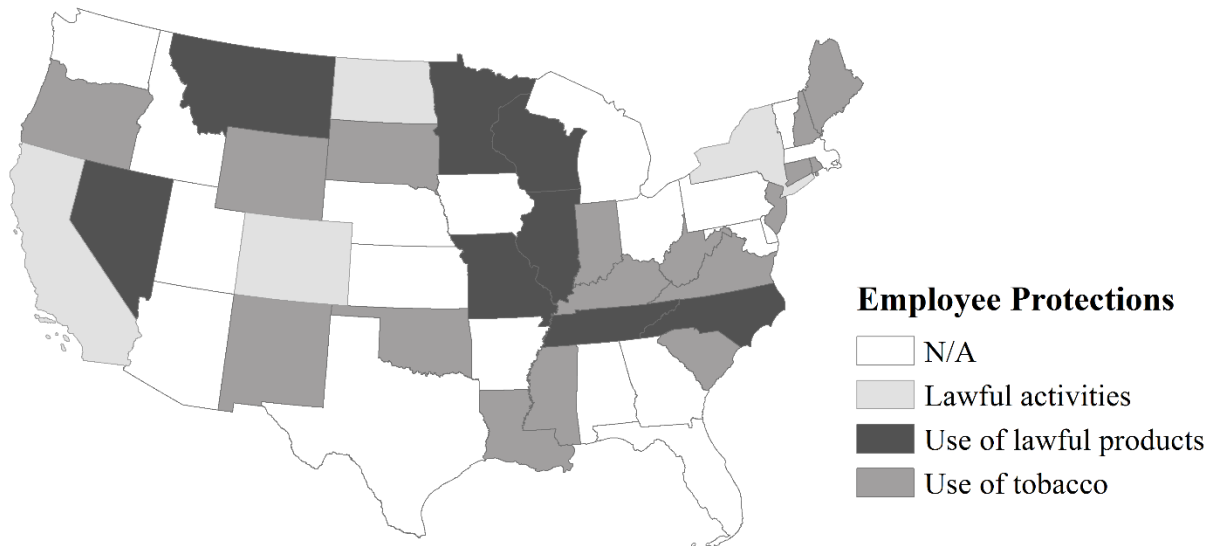 Employee Protections
N/A
Lawful activities
Use of lawful products
Use of tobacco